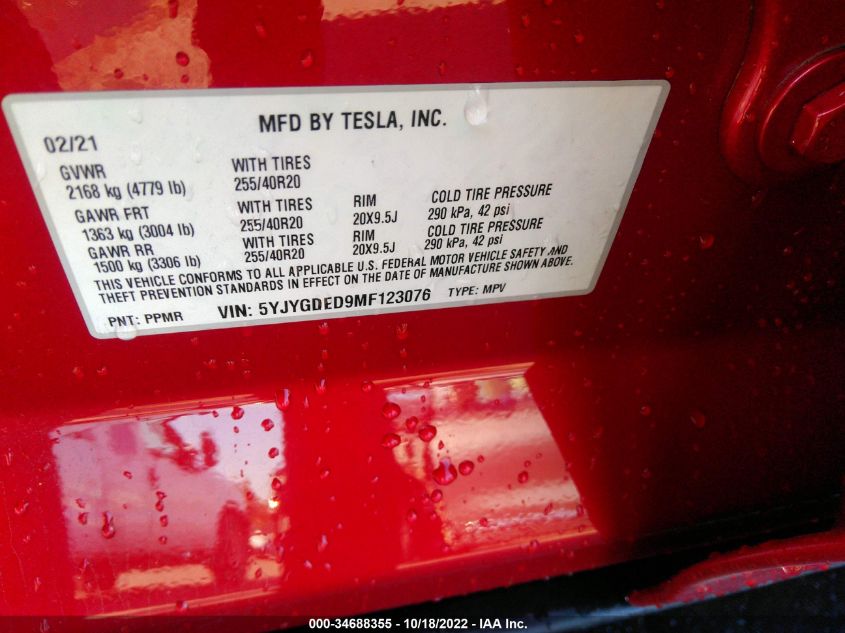 MFD BY TESLA, INC.
02/21
GVWR WITH TIRES
2168 kg (4779 lb) 255/40R20
GAWR FRT WITH TIRES RIM COLD TIRE PRESSURE
1363 kg (3004 lb) 255/40R20 20X9.5J 290 kPa, 42 psi
GAWR RR WITH TIRES RIM COLD TIRE PRESSURE
1500 kg (3306 lb) 255/40R20 20X9.5J 290 kPa, 42 psi
THIS VEHICLE CONFORMS TO ALL APPLICABLE U.S. FEDERAL MOTOR VEHICLE SAFETY AND
THEFT PREVENTION STANDARDS IN EFFECT ON THE DATE OF MANUFACTURE SHOWN ABOVE.
PNT: PPMR VIN: 5YJYGDED9MF123076 TYPE: MPV
000-34688355 - 10/18/2022 - IAA Inc.